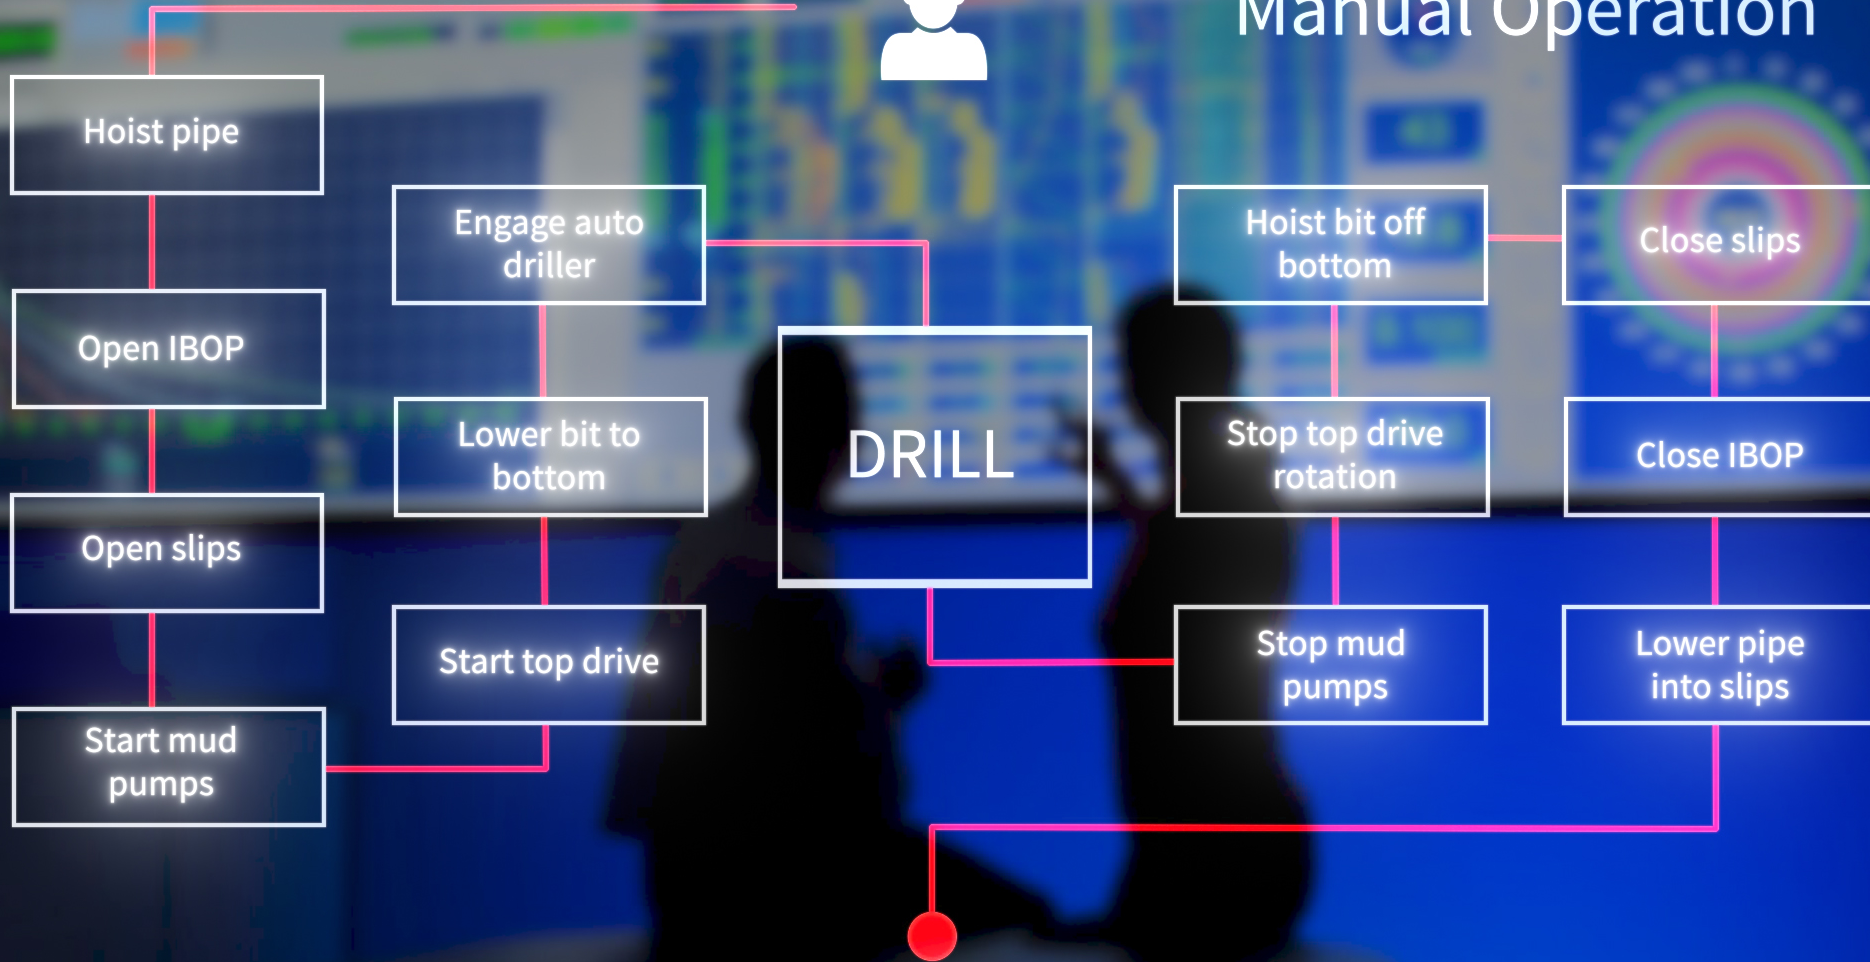 Manual Operation
Hoist pipe
Open IBOP
Open slips
Start mud
pumps
Engage auto
driller
Lower bit to
bottom
Start top drive
DRILL
Hoist bit off
bottom
Stop top drive
rotation
Stop mud
pumps
Close slips
Close IBOP
Lower pipe
into slips